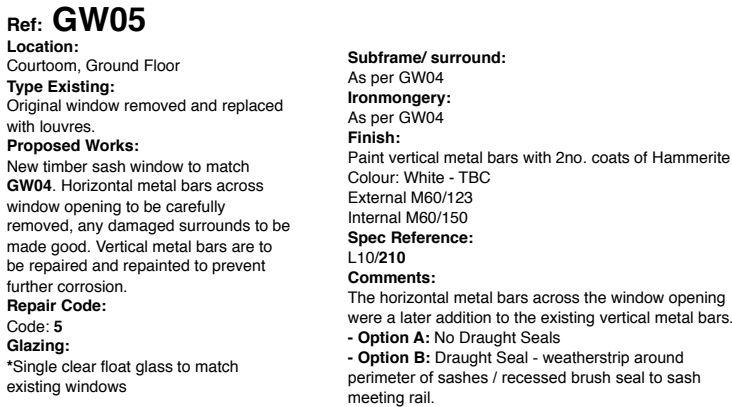 Ref: GW05
Location:
Courtoom, Ground Floor
Type Existing:
Original window removed and replaced
with louvres.
Proposed Works:
New timber sash window to match
GW04. Horizontal metal bars across
window opening to be carefully
removed, any damaged surrounds to be
made good. Vertical metal bars are to
be repaired and repainted to prevent
further corrosion.
Repair Code:
Code: 5
Glazing:
*Single clear float glass to match
existing windows
Subframe/ surround:
As per GW04
Ironmongery:
As per GW04
Finish:
Paint vertical metal bars with 2no. coats of Hammerite
Colour: White - TBC
External M60/123
Internal M60/150
Spec Reference:
L10/210
Comments:
The horizontal metal bars across the window opening
were a later addition to the existing vertical metal bars.
- Option A: No Draught Seals
- Option B: Draught Seal - weatherstrip around
perimeter of sashes / recessed brush seal to sash
meeting rail.